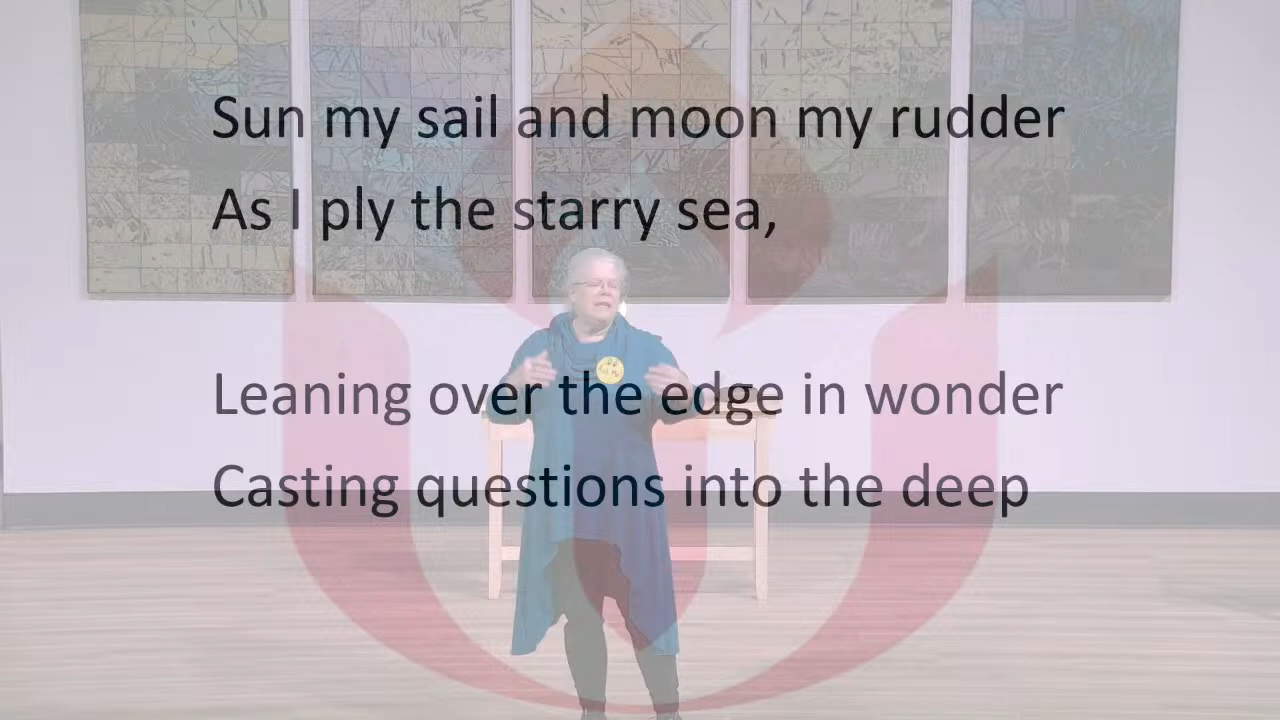 Sun my sail and moon my rudder
As I ply the starry sea,
Leaning over the edge in wonder
Casting questions into the deep